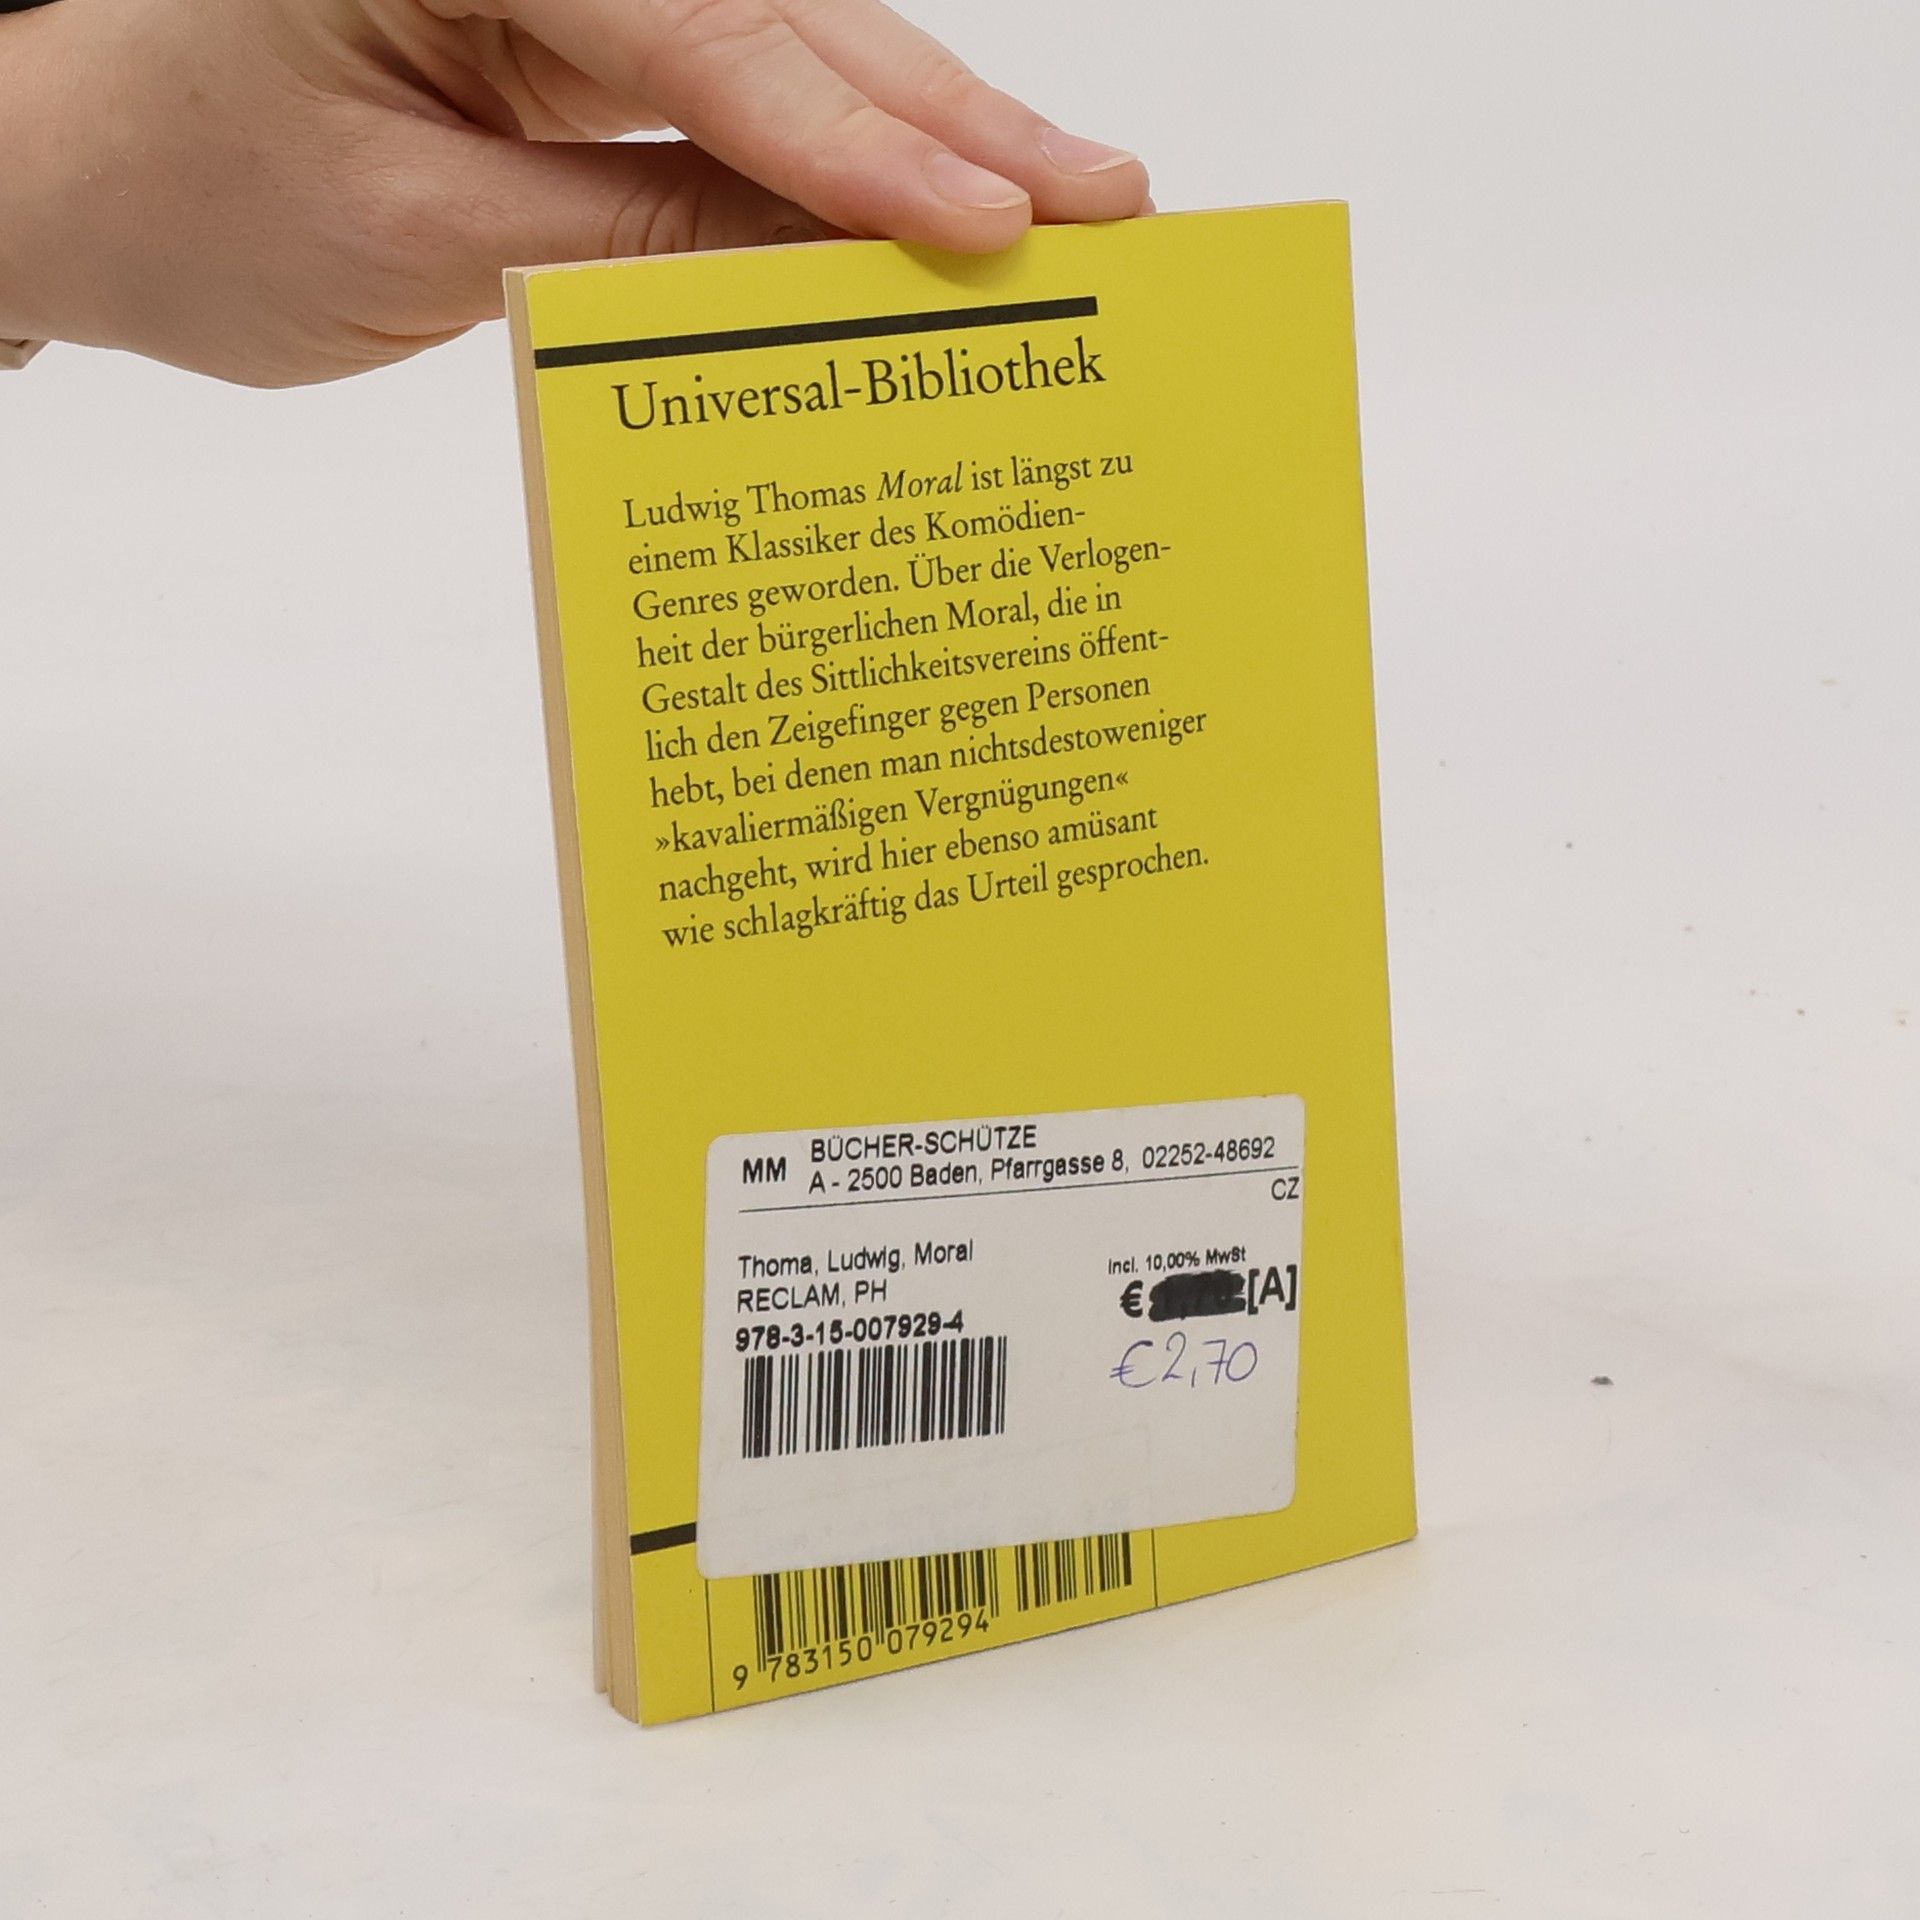 Universal-Bibliothek
Ludwig Thomas Moral ist längst zu
einem Klassiker des Komödien-
Genres geworden. Über die Verlogen-
heit der bürgerlichen Moral, die in
Gestalt des Sittlichkeitsvereins öffent-
lich den Zeigefinger gegen Personen
hebt, bei denen man nichtsdestoweniger
»kavaliermäßigen Vergnügungen«
nachgeht, wird hier ebenso amüsant
wie schlagkräftig das Urteil gesprochen.
MM BÜCHER-SCHÜTZE
A - 2500 Baden, Pfarrgasse 8, 02252-48692
CZ
Thoma, Ludwig, Moral
RECLAM, PH
978-3-15-007929-4
incl. 10,00% MwSt
€ [A]
€2,70
9 783150 079294